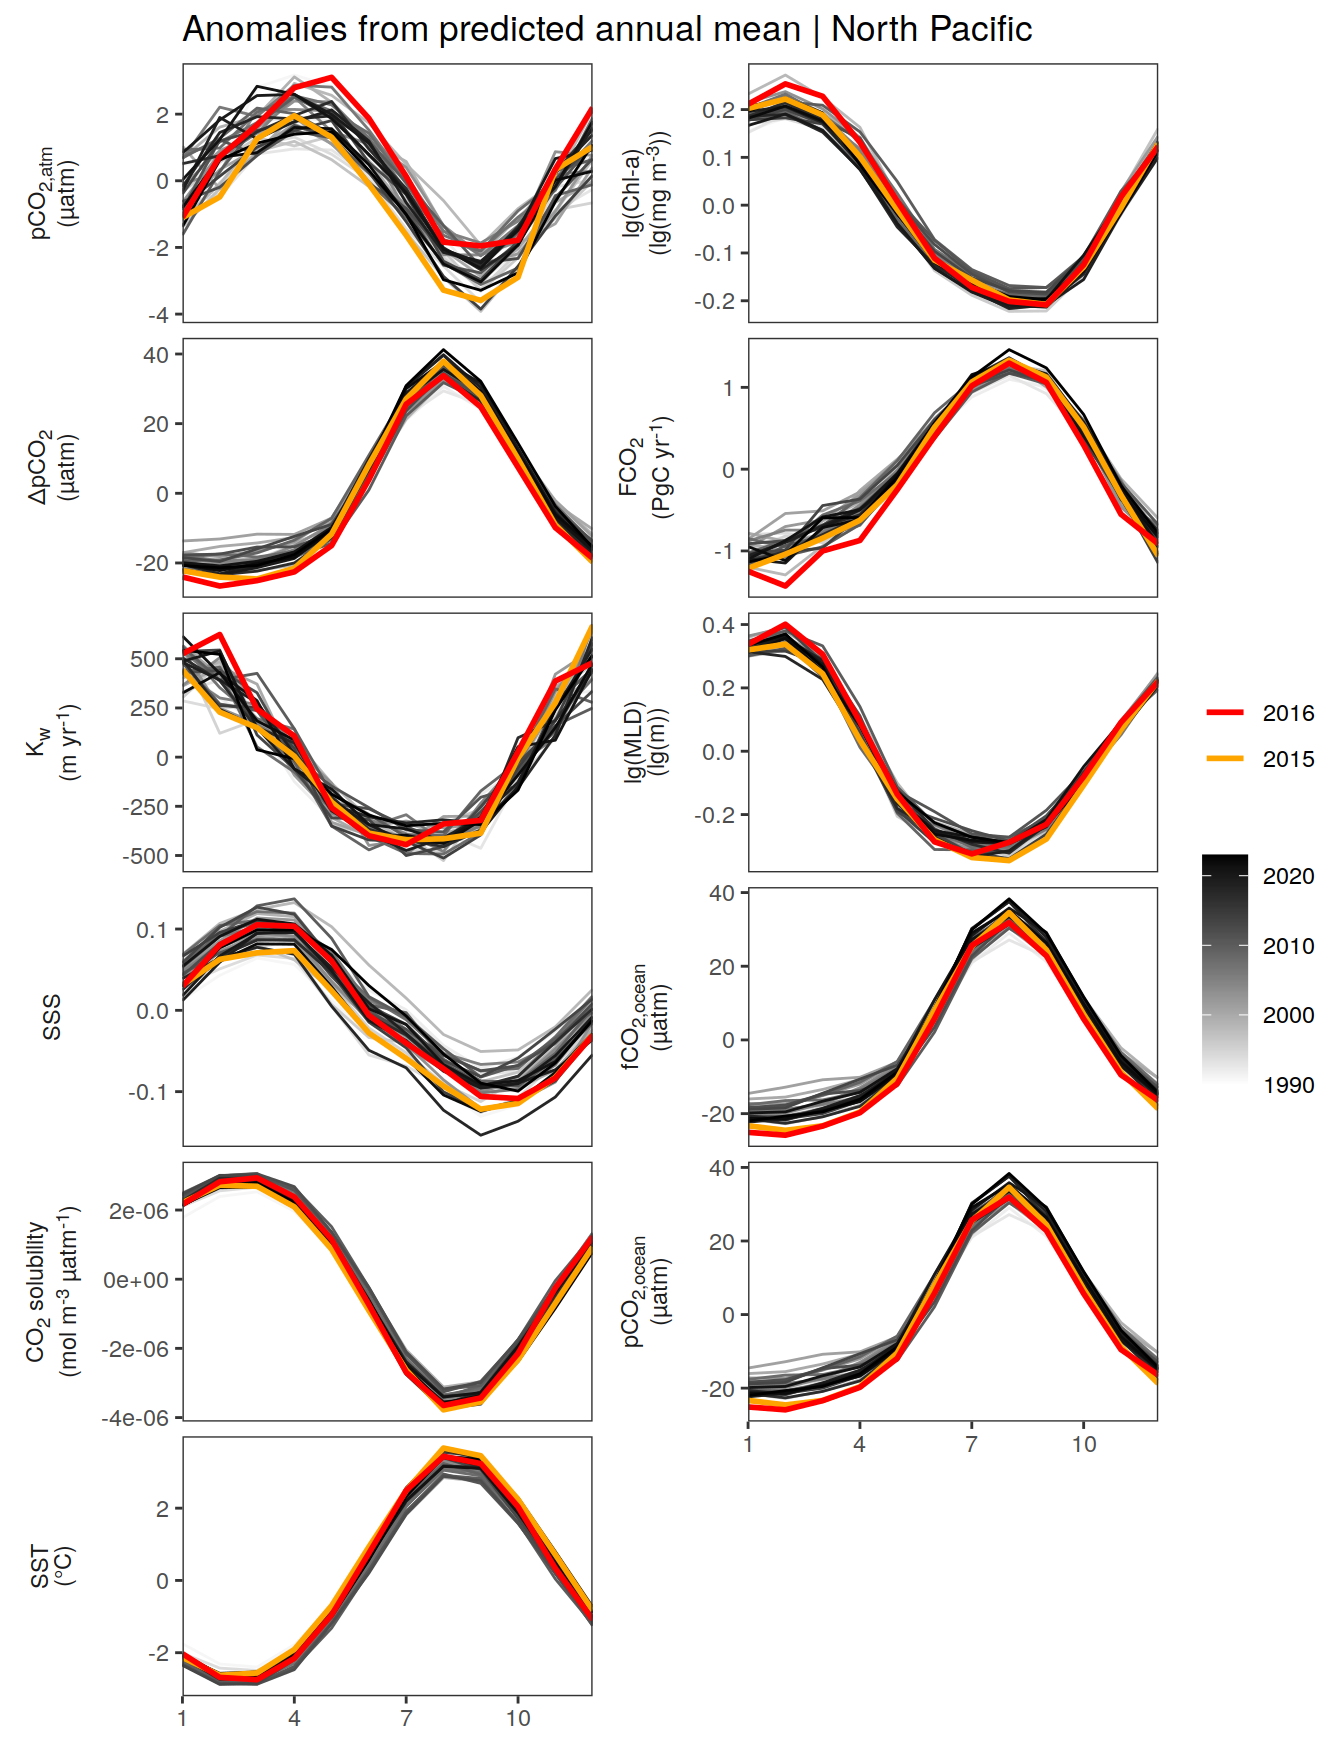 Anomalies from predicted annual mean | North Pacific
pCO2,atm
(µatm)
2
0
-2
-4
lg(Chl-a)
(lg(mg m-3))
0.2
0.1
0.0
-0.1
-0.2
ΔpCO2
(µatm)
40
20
0
-20
FCO2
(PgC yr-1)
1
0
-1
Kw
(m yr-1)
500
250
0
-250
-500
lg(MLD)
(lg(m))
0.4
0.2
0.0
-0.2
SSS
0.1
0.0
-0.1
fCO2,ocean
(µatm)
40
20
0
-20
CO2 solubility
(mol m-3 µatm-1)
2e-06
0e+00
-2e-06
-4e-06
pCO2,ocean
(µatm)
40
20
0
-20
1
4
7
10
SST
(°C)
2
0
-2
1
4
7
10
2016
2015
2020
2010
2000
1990